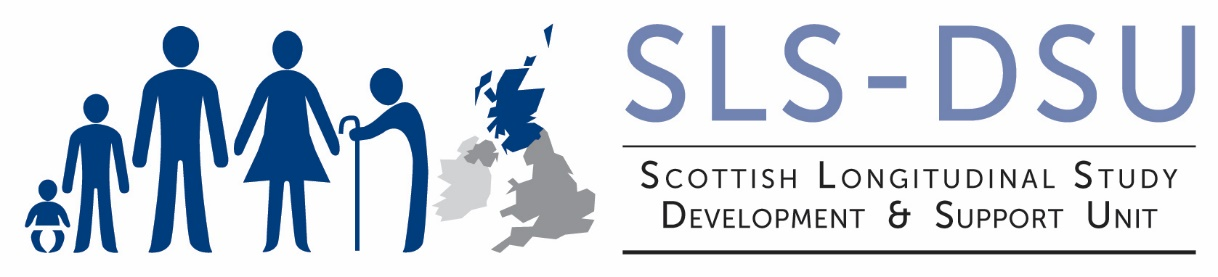 SLS-DSU
Scottish Longitudinal Study
Development & Support Unit